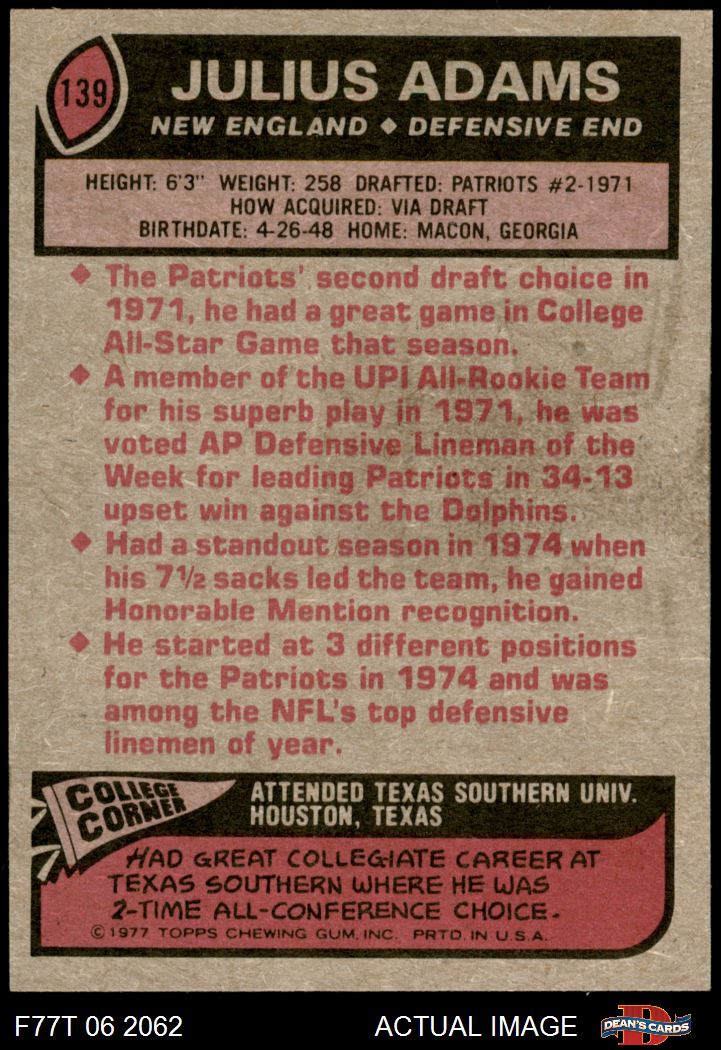 139
JULIUS ADAMS
NEW ENGLAND ◆ DEFENSIVE END
HEIGHT: 6'3" WEIGHT: 258 DRAFTED: PATRIOTS #2-1971
HOW ACQUIRED: VIA DRAFT
BIRTHDATE: 4-26-48 HOME: MACON, GEORGIA
◆ The Patriots' second draft choice in
1971, he had a great game in College
All-Star Game that season.
◆ A member of the UPI All-Rookie Team
for his superb play in 1971, he was
voted AP Defensive Lineman of the
Week for leading Patriots in 34-13
upset win against the Dolphins.
◆ Had a standout season in 1974 when
his 7½ sacks led the team, he gained
Honorable Mention recognition.
◆ He started at 3 different positions
for the Patriots in 1974 and was
among the NFL's top defensive
linemen of year.
COLLEGE
CORNER
ATTENDED TEXAS SOUTHERN UNIV.
HOUSTON, TEXAS
HAD GREAT COLLEGIATE CAREER AT
TEXAS SOUTHERN WHERE HE WAS
2-TIME ALL-CONFERENCE CHOICE.
©1977 TOPPS CHEWING GUM, INC. PRTD. IN U.S.A.
F77T 06 2062
ACTUAL IMAGE
D
DEAN'S CARDS